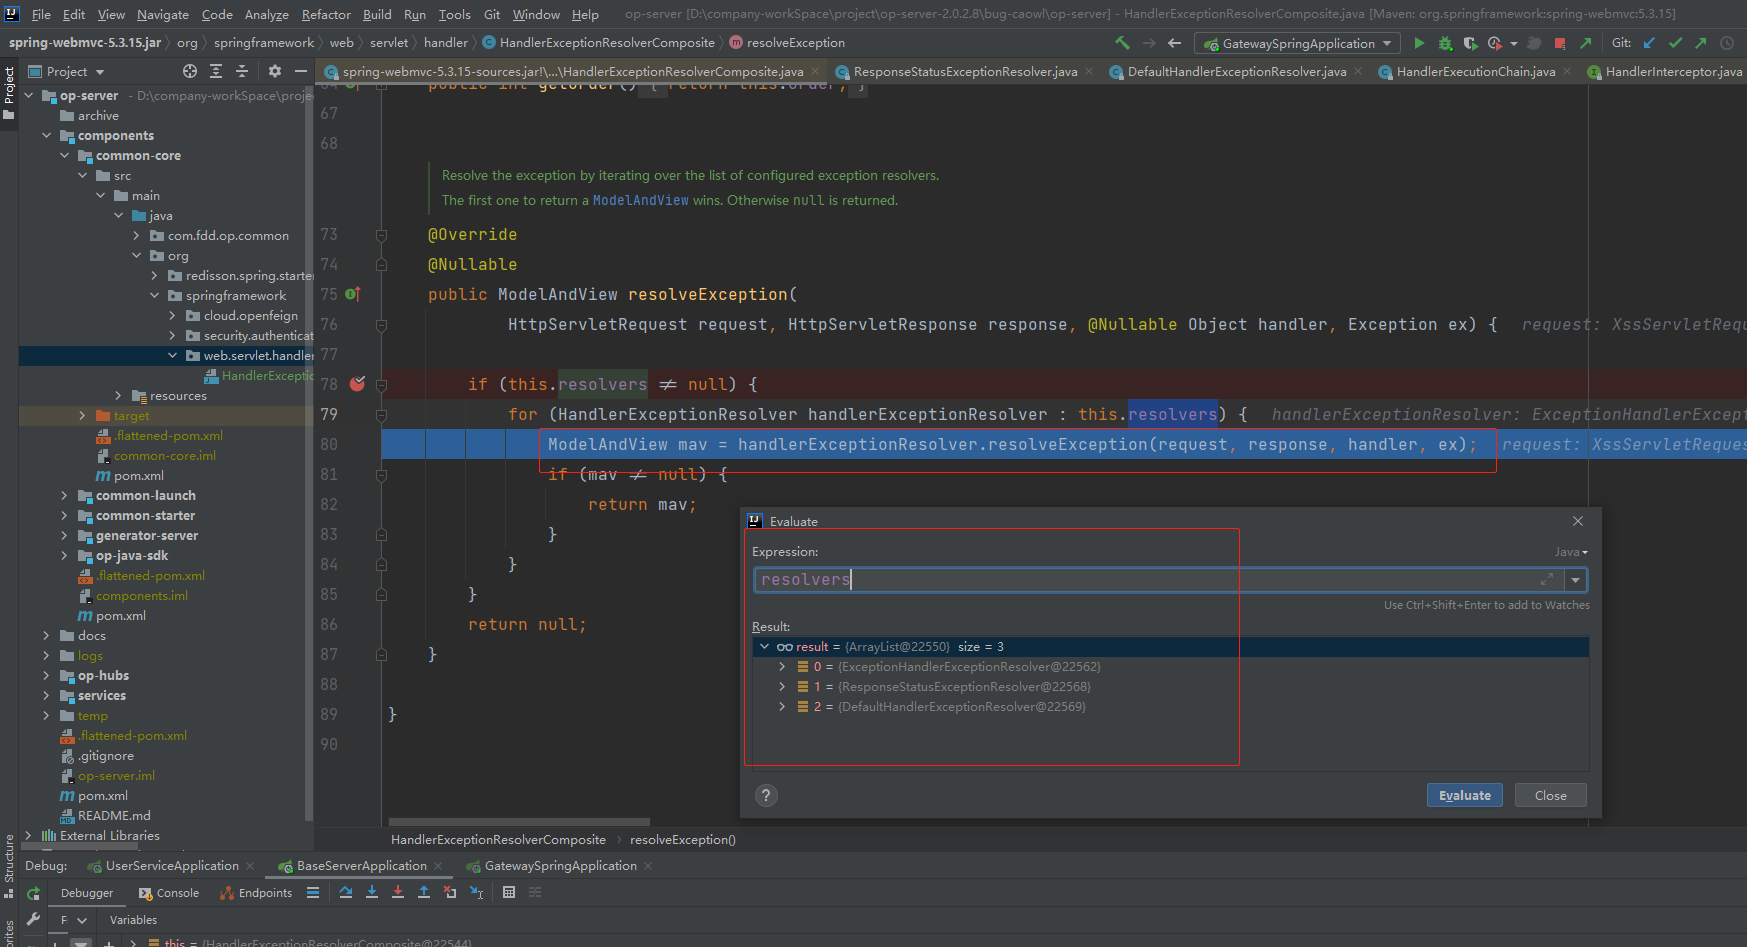 File Edit View Navigate Code Analyze Refactor Build Run Tools Git Window Help op-server [D:\company-workSpace\project\op-server-2.0.2.8\bug-caowl\op-server] - HandlerExceptionResolverComposite.java [Maven: org.springframework:spring-webmvc:5.3.15]
spring-webmvc-5.3.15.jar org springframework web servlet handler HandlerExceptionResolverComposite resolveException GatewaySpringApplication Git:
Project spring-webmvc-5.3.15-sources.jar!\...\HandlerExceptionResolverComposite.java ResponseStatusExceptionResolver.java DefaultHandlerExceptionResolver.java HandlerExecutionChain.java HandlerInterceptor.java
Project
op-server - D:\company-workSpace\proje
archive
components
common-core
src
main
java
com.fdd.op.common
org
redisson.spring.starter
springframework
cloud.openfeign
security.authenticat
web.servlet.handler
HandlerExceptio
resources
target
.flattened-pom.xml
common-core.iml
pom.xml
common-launch
common-starter
generator-server
op-java-sdk
.flattened-pom.xml
components.iml
pom.xml
docs
logs
op-hubs
services
temp
.flattened-pom.xml
.gitignore
op-server.iml
pom.xml
README.md
External Libraries
Structure
public int getOrder() { return this.order; }
67
68
Resolve the exception by iterating over the list of configured exception resolvers.
The first one to return a ModelAndView wins. Otherwise null is returned.
73 @Override
74 @Nullable
75 public ModelAndView resolveException(
76 HttpServletRequest request, HttpServletResponse response, @Nullable Object handler, Exception ex) { request: XssServletRequ
77
78 if (this.resolvers ≠ null) {
79 for (HandlerExceptionResolver handlerExceptionResolver : this.resolvers) { handlerExceptionResolver: ExceptionHandlerExcept
80 ModelAndView mav = handlerExceptionResolver.resolveException(request, response, handler, ex); request: XssServletReques
81 if (mav ≠ null) {
82 return mav;
83 }
84 }
85 }
86 return null;
87 }
88
89 }
90
Evaluate
Expression: Java
resolvers
Use Ctrl+Shift+Enter to add to Watches
Result:
result = {ArrayList@22550} size = 3
0 = {ExceptionHandlerExceptionResolver@22562}
1 = {ResponseStatusExceptionResolver@22568}
2 = {DefaultHandlerExceptionResolver@22569}
? Evaluate Close
HandlerExceptionResolverComposite resolveException()
Debug: UserServiceApplication BaseServerApplication GatewaySpringApplication
Debugger Console Endpoints
F Variables
this = {HandlerExceptionResolverComposite@22544}